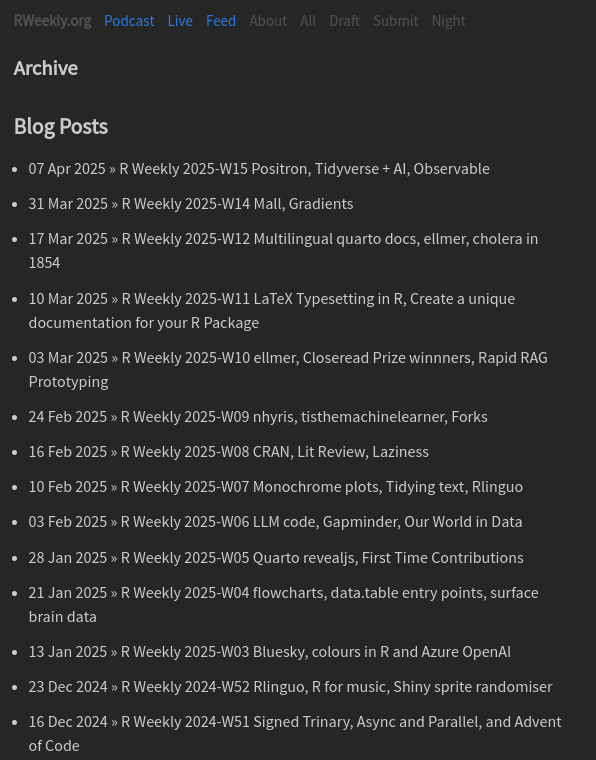 RWeekly.org Podcast Live Feed About All Draft Submit Night
Archive
Blog Posts
07 Apr 2025 » R Weekly 2025-W15 Positron, Tidyverse + AI, Observable
31 Mar 2025 » R Weekly 2025-W14 Mall, Gradients
17 Mar 2025 » R Weekly 2025-W12 Multilingual quarto docs, ellmer, cholera in
1854
10 Mar 2025 » R Weekly 2025-W11 LaTeX Typesetting in R, Create a unique
documentation for your R Package
03 Mar 2025 » R Weekly 2025-W10 ellmer, Closeread Prize winnners, Rapid RAG
Prototyping
24 Feb 2025 » R Weekly 2025-W09 nhyris, tisthemachinelearner, Forks
16 Feb 2025 » R Weekly 2025-W08 CRAN, Lit Review, Laziness
10 Feb 2025 » R Weekly 2025-W07 Monochrome plots, Tidying text, Rlinguo
03 Feb 2025 » R Weekly 2025-W06 LLM code, Gapminder, Our World in Data
28 Jan 2025 » R Weekly 2025-W05 Quarto revealjs, First Time Contributions
21 Jan 2025 » R Weekly 2025-W04 flowcharts, data.table entry points, surface
brain data
13 Jan 2025 » R Weekly 2025-W03 Bluesky, colours in R and Azure OpenAI
23 Dec 2024 » R Weekly 2024-W52 Rlinguo, R for music, Shiny sprite randomiser
16 Dec 2024 » R Weekly 2024-W51 Signed Trinary, Async and Parallel, and Advent
of Code